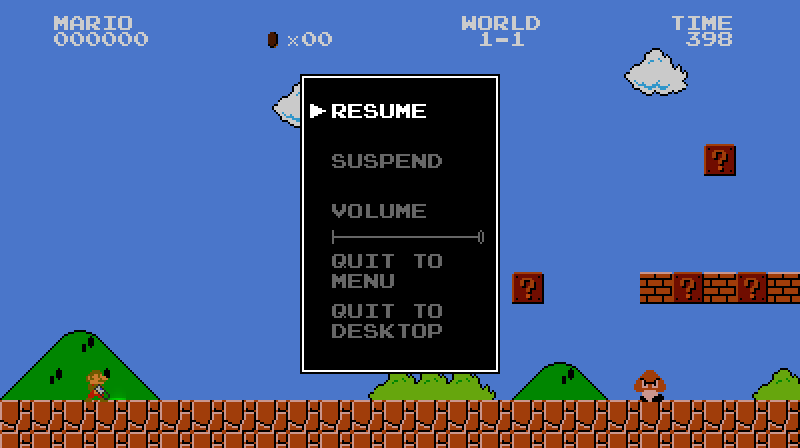 MARIO
WORLD
TIME
000000
×00
1-1
398
RESUME
SUSPEND
VOLUME
QUIT TO
MENU
QUIT TO
DESKTOP
?
?
?
?